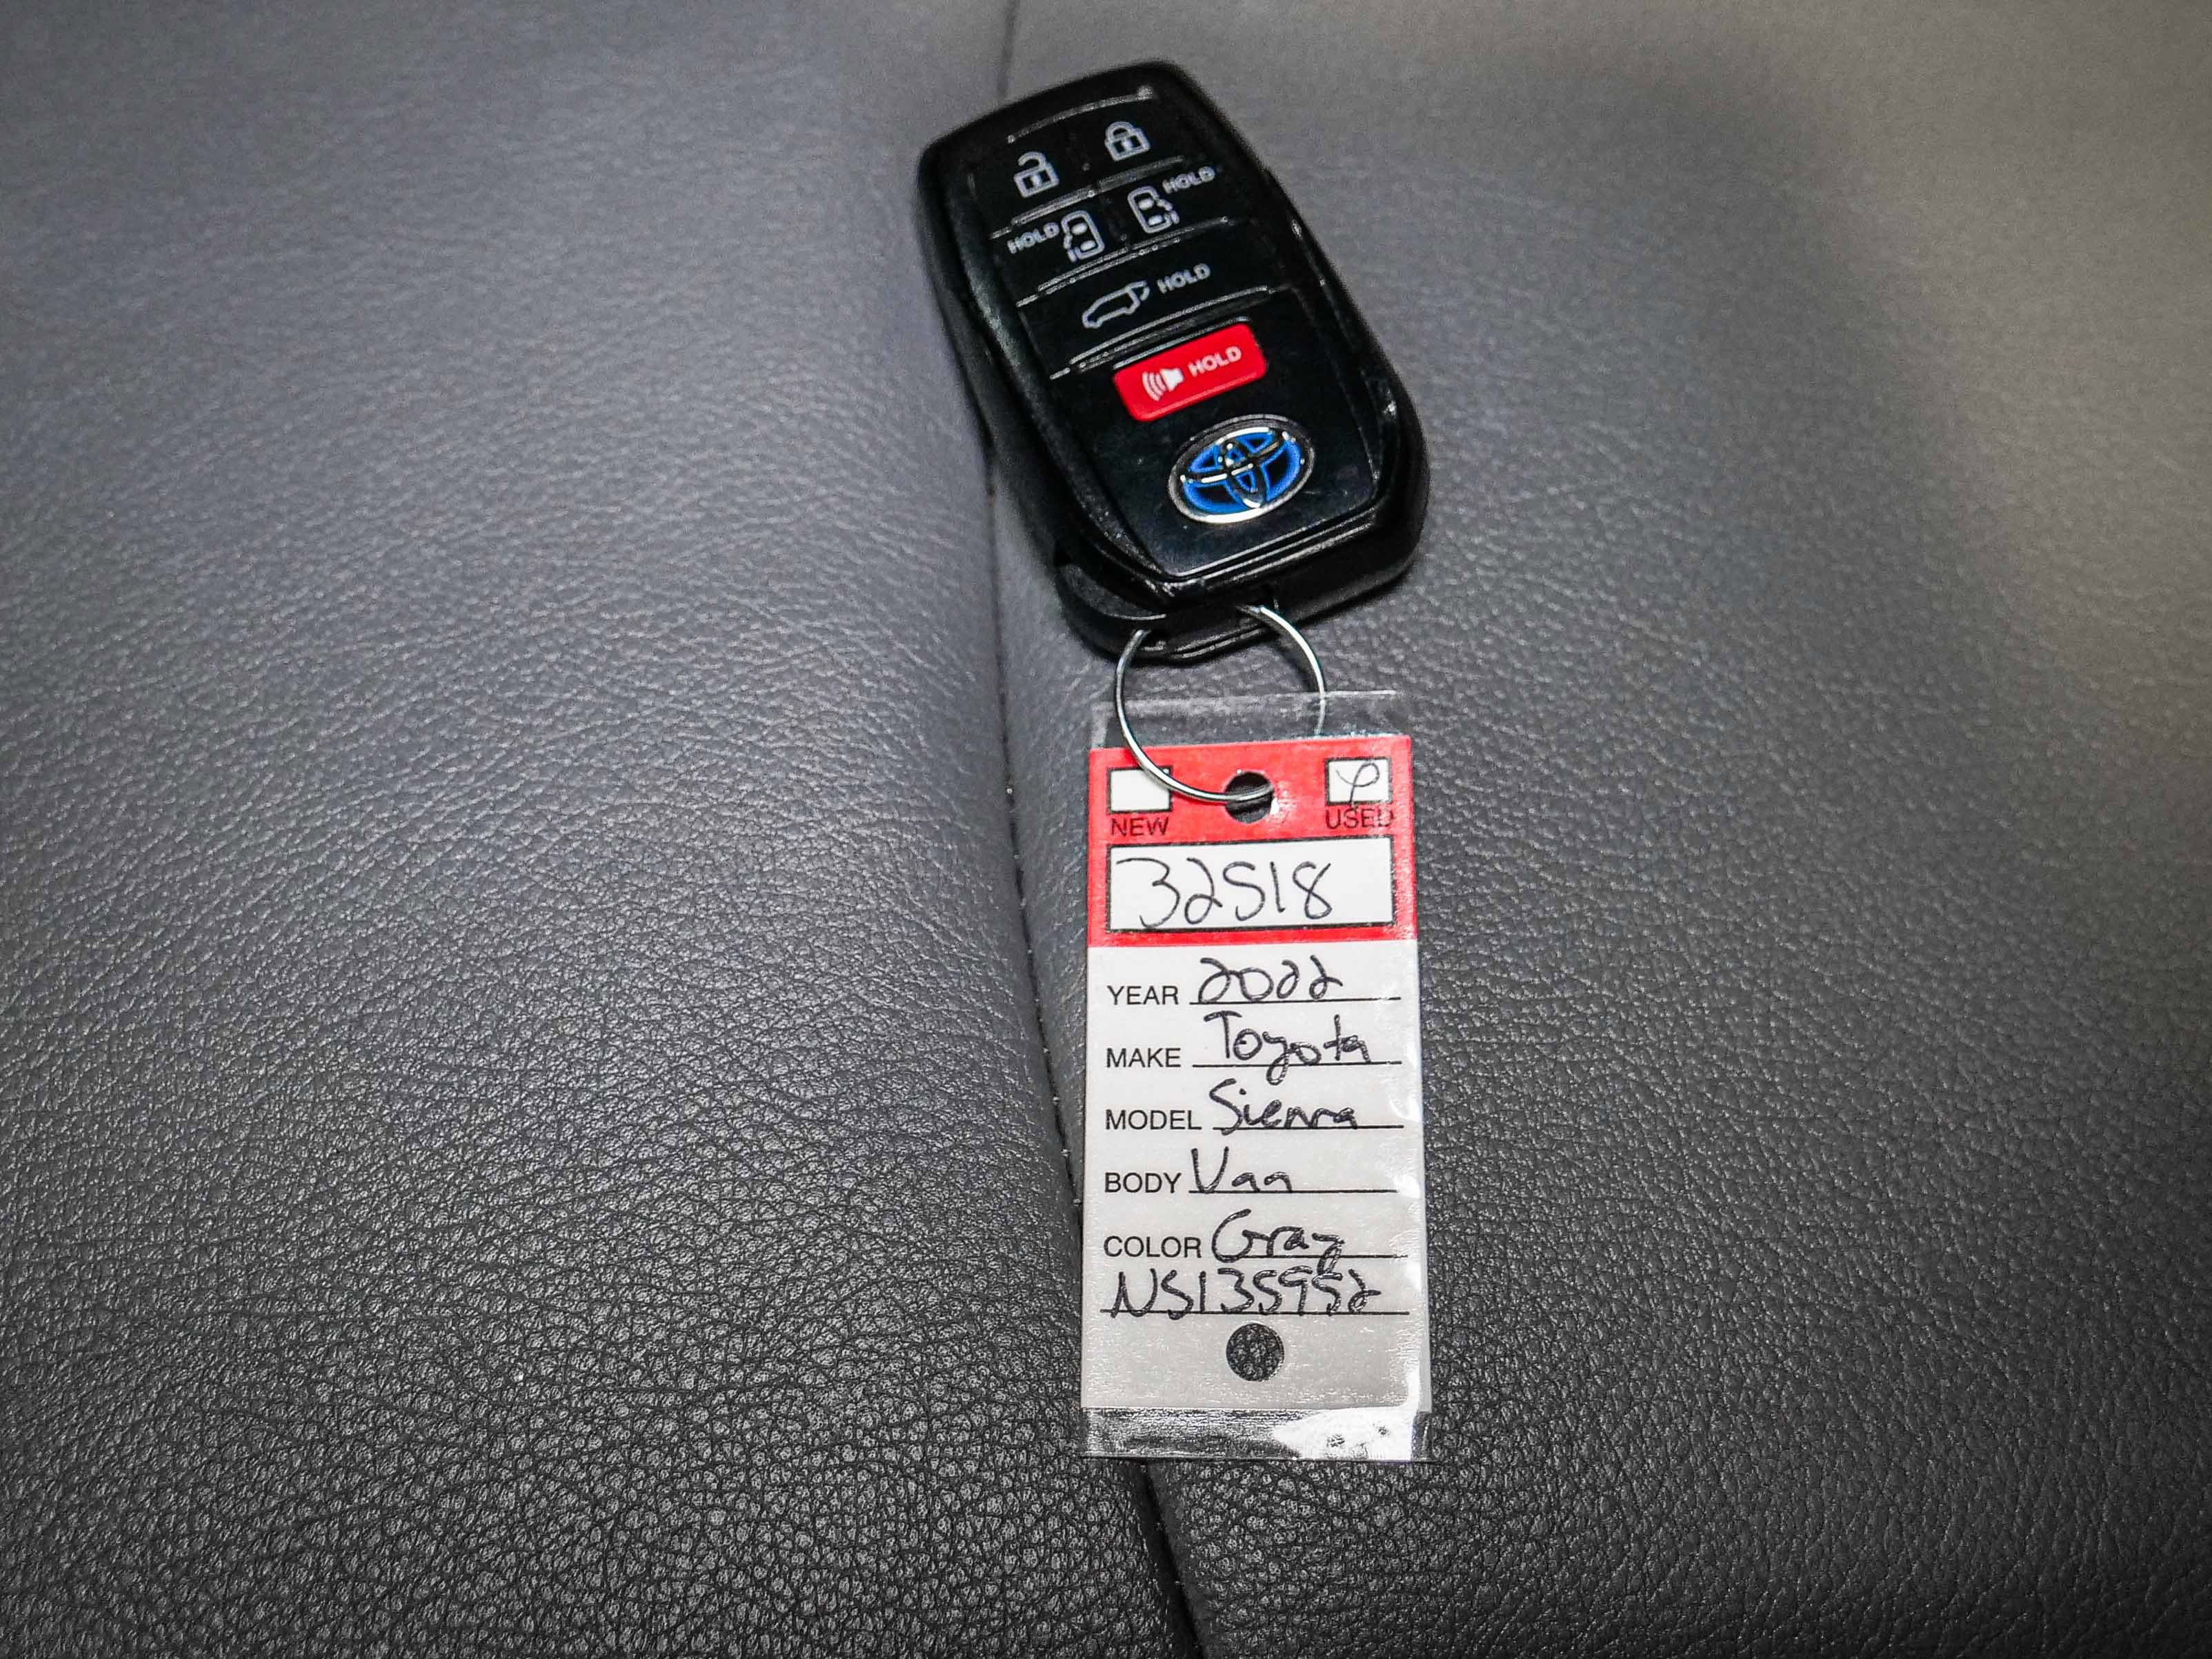 HOLD
HOLD
HOLD
HOLD
NEW USED
32518
YEAR 2022
MAKE Toyota
MODEL Sienna
BODY Van
COLOR Gray
NS135952